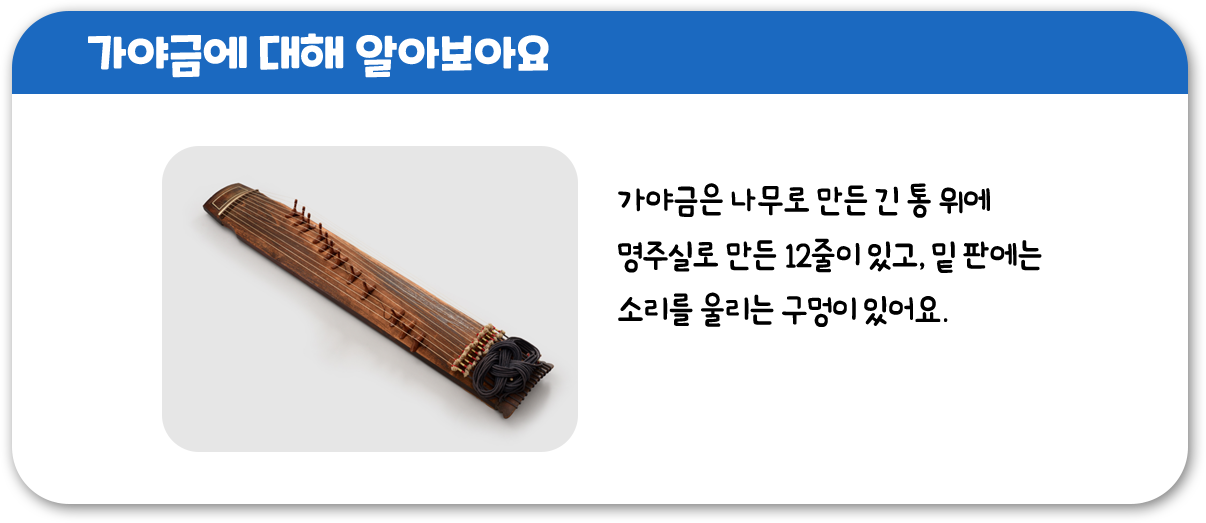 가야금에 대해 알아보아요
가야금은 나무로 만든 긴 통 위에
명주실로 만든 12줄이 있고, 밑 판에는
소리를 울리는 구멍이 있어요.